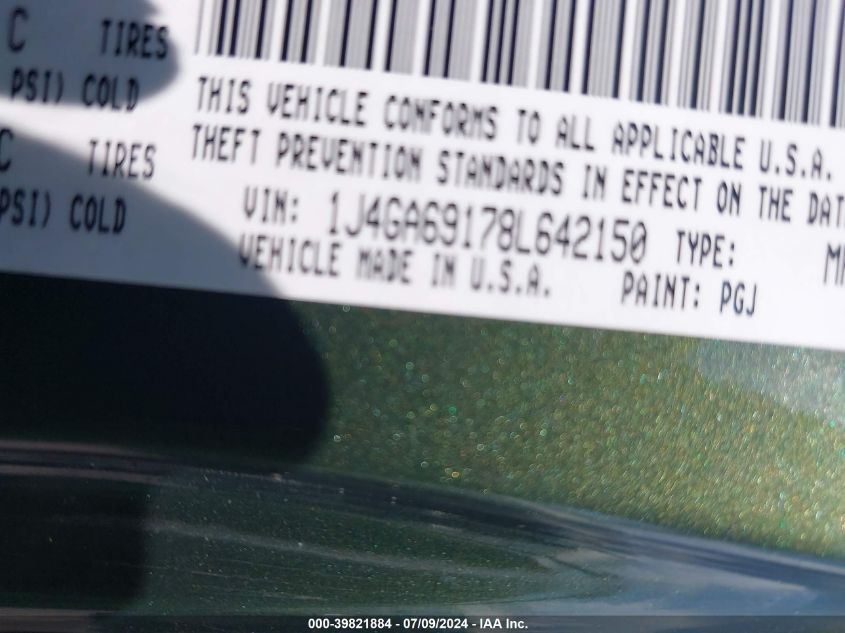 C TIRES
PSI) COLD
C TIRES
PSI) COLD
THIS VEHICLE CONFORMS TO ALL APPLICABLE U.S.A.
THEFT PREVENTION STANDARDS IN EFFECT ON THE DAT
VIN: 1J4GA69178L642150 TYPE:
VEHICLE MADE IN U.S.A. PAINT: PGJ
000-39821884 - 07/09/2024 - IAA Inc.